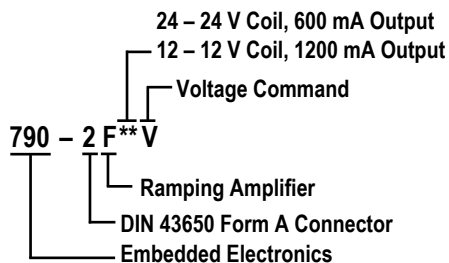 24 – 24 V Coil, 600 mA Output
12 – 12 V Coil, 1200 mA Output
Voltage Command
790 – 2 F ** V
Ramping Amplifier
DIN 43650 Form A Connector
Embedded Electronics